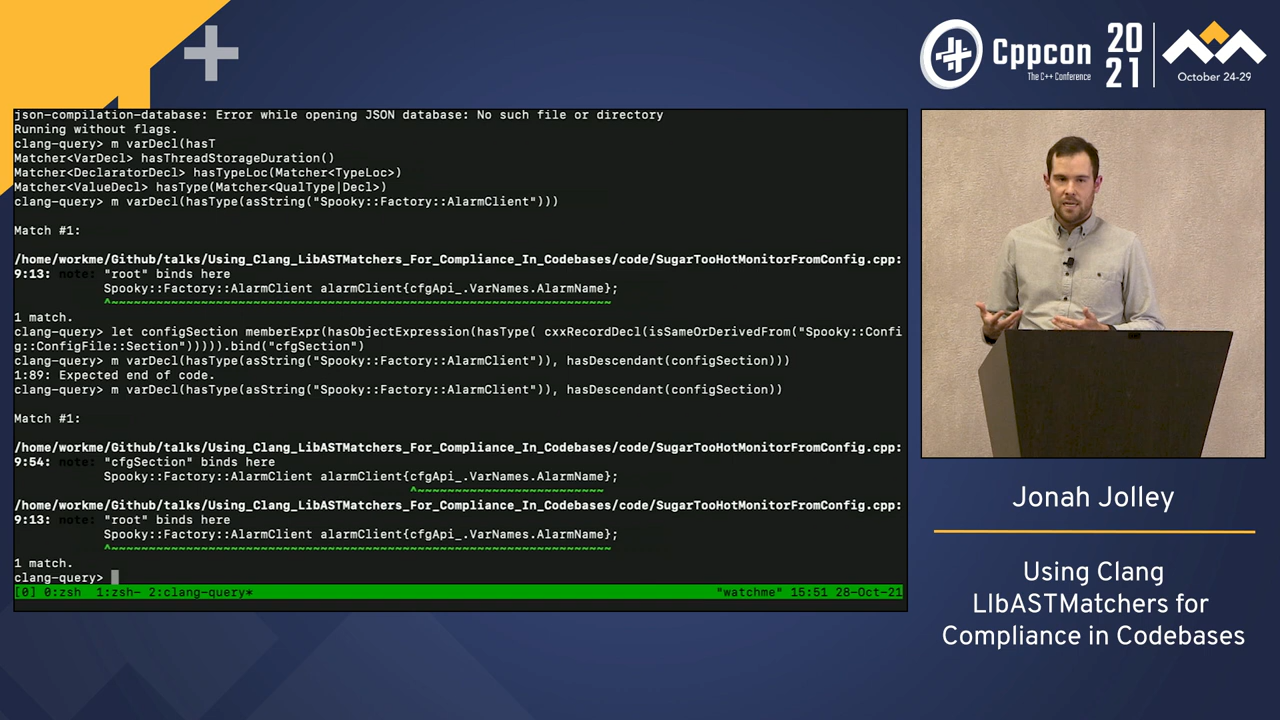 Cppcon
The C++ Conference
20
21
October 24-29
json-compilation-database: Error while opening JSON database: No such file or directory
Running without flags.
clang-query> m varDecl(hasT
Matcher<VarDecl> hasThreadStorageDuration()
Matcher<DeclaratorDecl> hasTypeLoc(Matcher<TypeLoc>)
Matcher<ValueDecl> hasType(Matcher<QualType|Decl>)
clang-query> m varDecl(hasType(asString("Spooky::Factory::AlarmClient")))
Match #1:
/home/workme/Github/talks/Using_Clang_LibASTMatchers_For_Compliance_In_Codebases/code/SugarTooHotMonitorFromConfig.cpp:
9:13: note: "root" binds here
Spooky::Factory::AlarmClient alarmClient{cfgApi_.VarNames.AlarmName};
^~~~~~~~~~~~~~~~~~~~~~~~~~~~~~~~~~~~~~~~~~~~~~~~~~~~~~~~~~~~~~~~~~~~
1 match.
clang-query> let configSection memberExpr(hasObjectExpression(hasType( cxxRecordDecl(isSameOrDerivedFrom("Spooky::Confi
g::ConfigFile::Section"))))).bind("cfgSection")
clang-query> m varDecl(hasType(asString("Spooky::Factory::AlarmClient")), hasDescendant(configSection)))
1:89: Expected end of code.
clang-query> m varDecl(hasType(asString("Spooky::Factory::AlarmClient")), hasDescendant(configSection))
Match #1:
/home/workme/Github/talks/Using_Clang_LibASTMatchers_For_Compliance_In_Codebases/code/SugarTooHotMonitorFromConfig.cpp:
9:54: note: "cfgSection" binds here
Spooky::Factory::AlarmClient alarmClient{cfgApi_.VarNames.AlarmName};
^~~~~~~~~~~~~~~~~~~~~~~~~~
/home/workme/Github/talks/Using_Clang_LibASTMatchers_For_Compliance_In_Codebases/code/SugarTooHotMonitorFromConfig.cpp:
9:13: note: "root" binds here
Spooky::Factory::AlarmClient alarmClient{cfgApi_.VarNames.AlarmName};
^~~~~~~~~~~~~~~~~~~~~~~~~~~~~~~~~~~~~~~~~~~~~~~~~~~~~~~~~~~~~~~~~~~~
1 match.
clang-query>
[0] 0:zsh  1:zsh- 2:clang-query* "watchme" 15:51 28-Oct-21
Jonah Jolley
Using Clang
LIbASTMatchers for
Compliance in Codebases